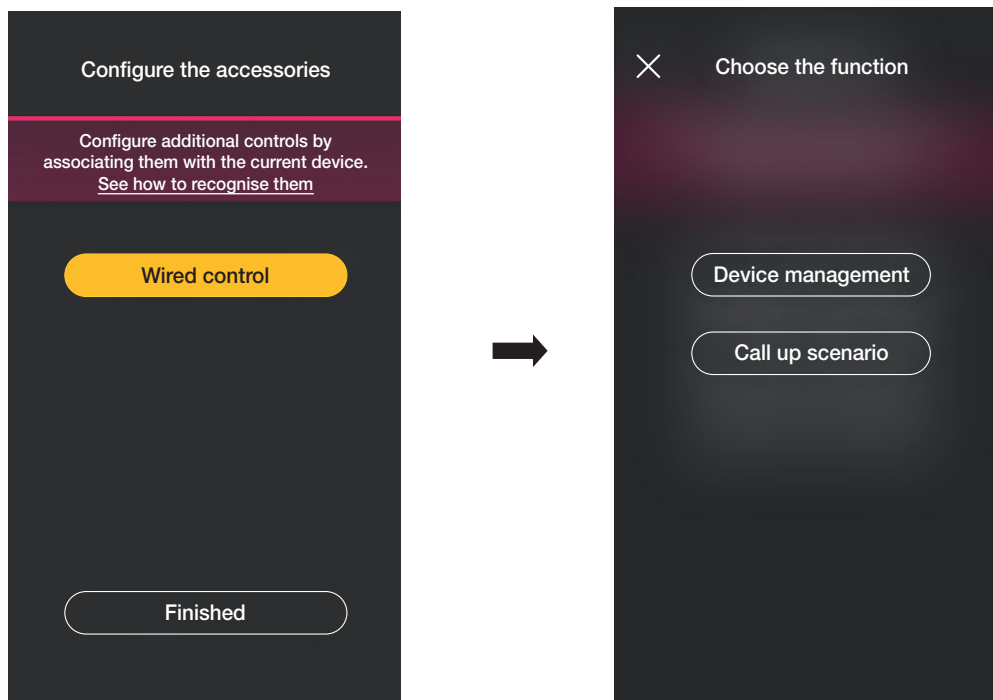 Configure the accessories
Configure additional controls by
associating them with the current device.
See how to recognise them
Wired control
Finished
Choose the function
Device management
Call up scenario